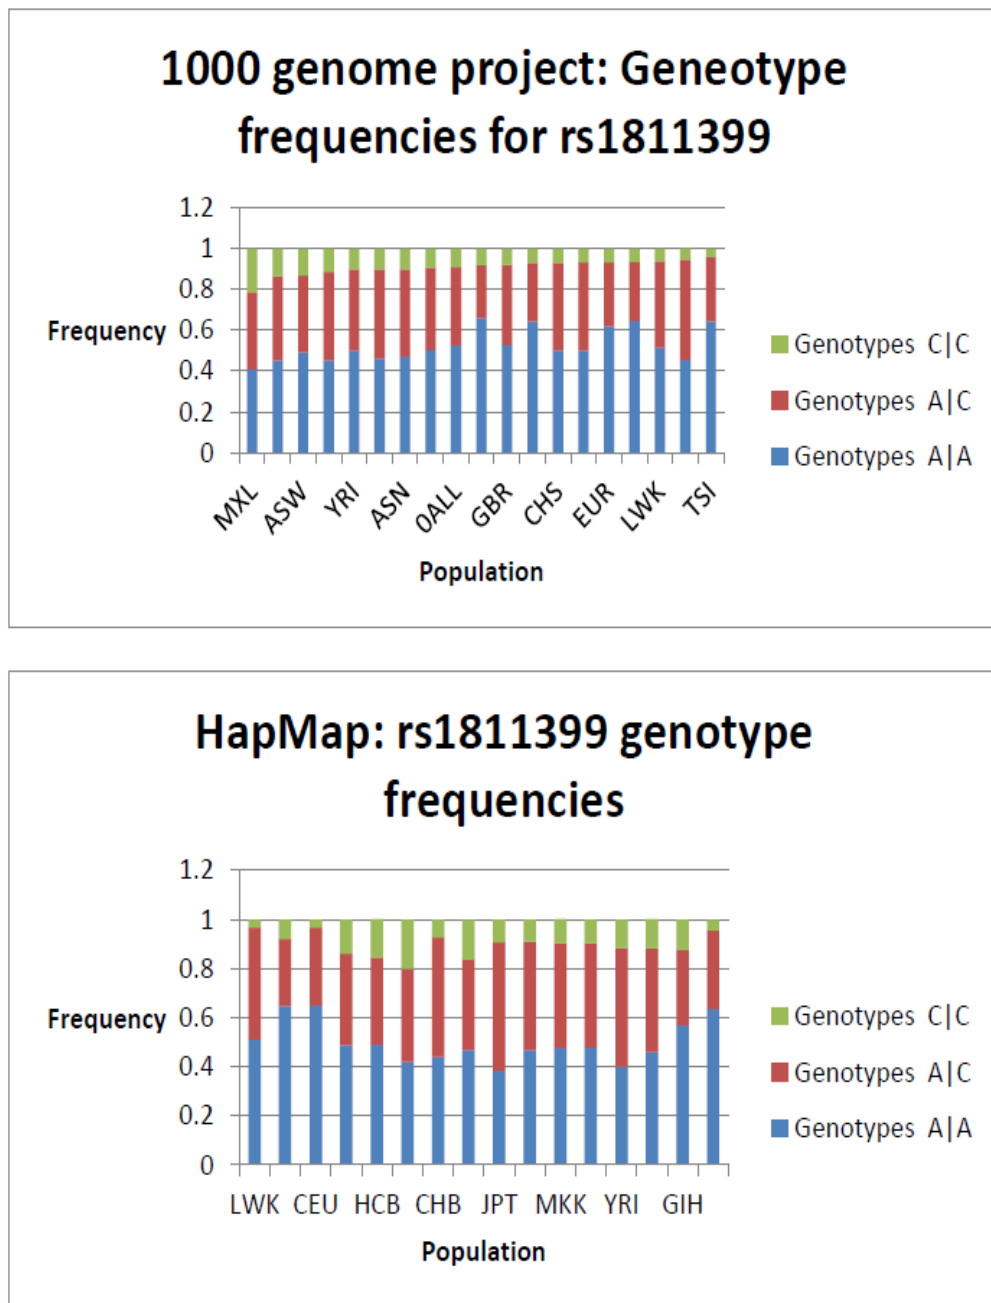 1000 genome project: Geneotype
frequencies for rs1811399
1.2
1
0.8
0.6
0.4
0.2
0
Frequency
MXL ASW YRI ASN 0ALL GBR CHS EUR LWK TSI
Population
Genotypes C|C
Genotypes A|C
Genotypes A|A
HapMap: rs1811399 genotype
frequencies
1.2
1
0.8
0.6
0.4
0.2
0
Frequency
LWK CEU HCB CHB JPT MKK YRI GIH
Population
Genotypes C|C
Genotypes A|C
Genotypes A|A